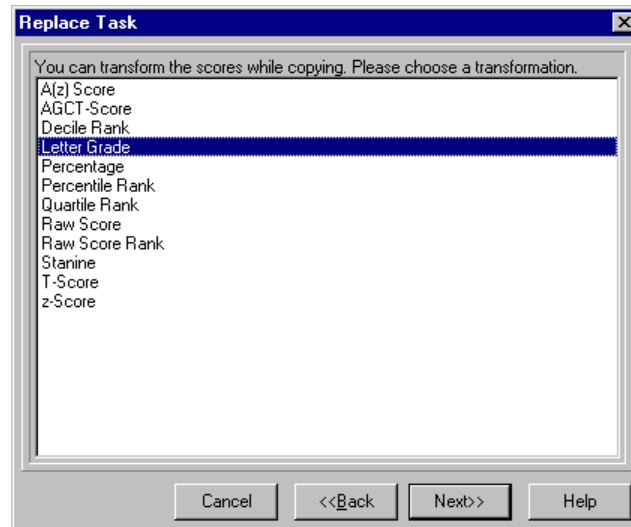 Replace Task
You can transform the scores while copying. Please choose a transformation.
A(z) Score
AGCT-Score
Decile Rank
Letter Grade
Percentage
Percentile Rank
Quartile Rank
Raw Score
Raw Score Rank
Stanine
T-Score
z-Score
Cancel
<<Back
Next>>
Help